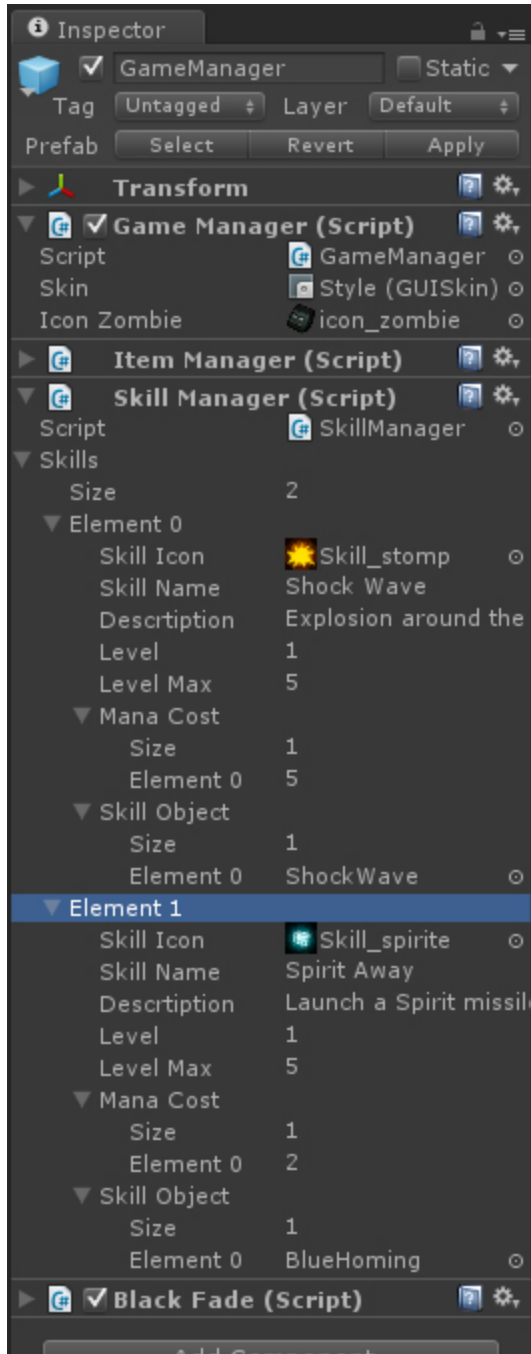 Inspector
GameManager Static
Tag Untagged Layer Default
Prefab Select Revert Apply
Transform
Game Manager (Script)
Script GameManager
Skin Style (GUISkin)
Icon Zombie icon_zombie
Item Manager (Script)
Skill Manager (Script)
Script SkillManager
Skills
Size 2
Element 0
Skill Icon Skill_stomp
Skill Name Shock Wave
Descrtiption Explosion around the
Level 1
Level Max 5
Mana Cost
Size 1
Element 0 5
Skill Object
Size 1
Element 0 ShockWave
Element 1
Skill Icon Skill_spirite
Skill Name Spirit Away
Descrtiption Launch a Spirit missil
Level 1
Level Max 5
Mana Cost
Size 1
Element 0 2
Skill Object
Size 1
Element 0 BlueHoming
Black Fade (Script)
Add Component